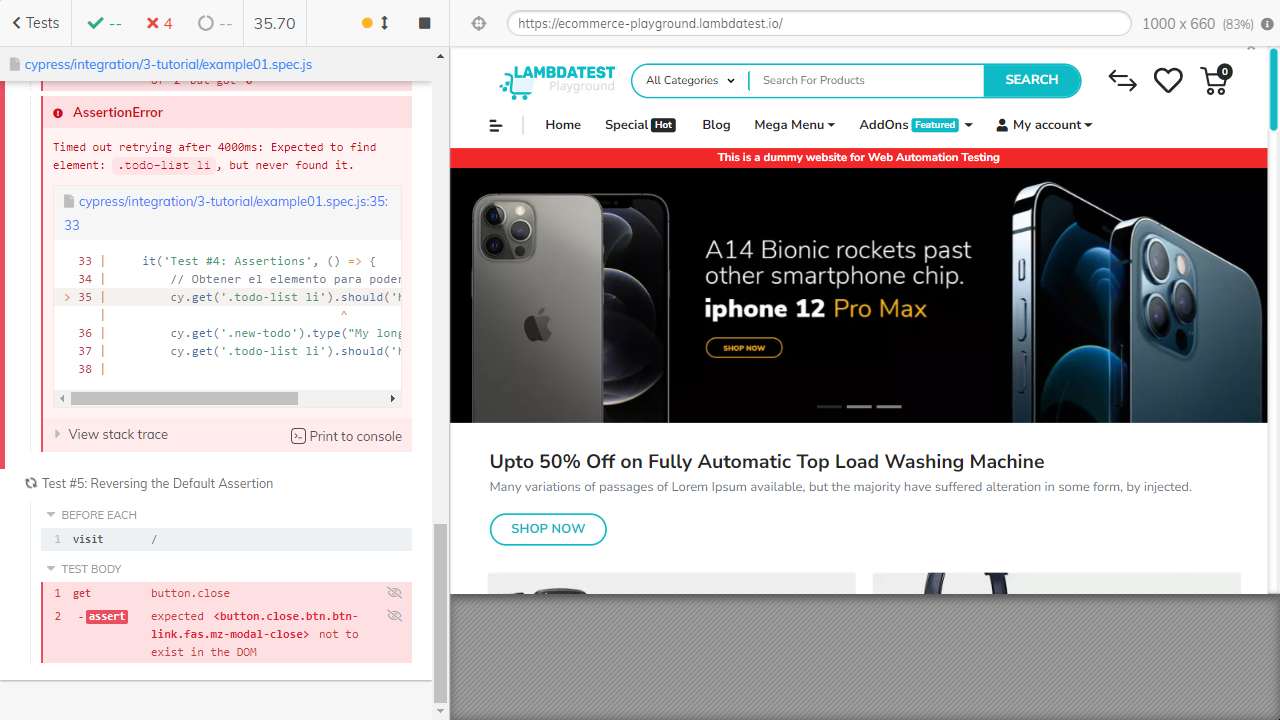 Tests
--
4
--
35.70
https://ecommerce-playground.lambdatest.io/
1000 x 660 (83%)
cypress/integration/3-tutorial/example01.spec.js
of 2 but got 0
AssertionError
Timed out retrying after 4000ms: Expected to find
element: .todo-list li, but never found it.
cypress/integration/3-tutorial/example01.spec.js:35:
33
33 | it('Test #4: Assertions', () => {
34 | // Obtener el elemento para poder
> 35 | cy.get('.todo-list li').should('h
| ^
36 | cy.get('.new-todo').type("My long
37 | cy.get('.todo-list li').should('h
38 |
View stack trace
Print to console
Test #5: Reversing the Default Assertion
BEFORE EACH
1 visit /
TEST BODY
1 get button.close
2 -assert expected <button.close.btn.btn-
link.fas.mz-modal-close> not to
exist in the DOM
LAMBDATEST
Playground
All Categories
Search For Products
SEARCH
0
Home
Special Hot
Blog
Mega Menu
AddOns Featured
My account
This is a dummy website for Web Automation Testing
A14 Bionic rockets past
other smartphone chip.
iphone 12 Pro Max
SHOP NOW
Upto 50% Off on Fully Automatic Top Load Washing Machine
Many variations of passages of Lorem Ipsum available, but the majority have suffered alteration in some form, by injected.
SHOP NOW